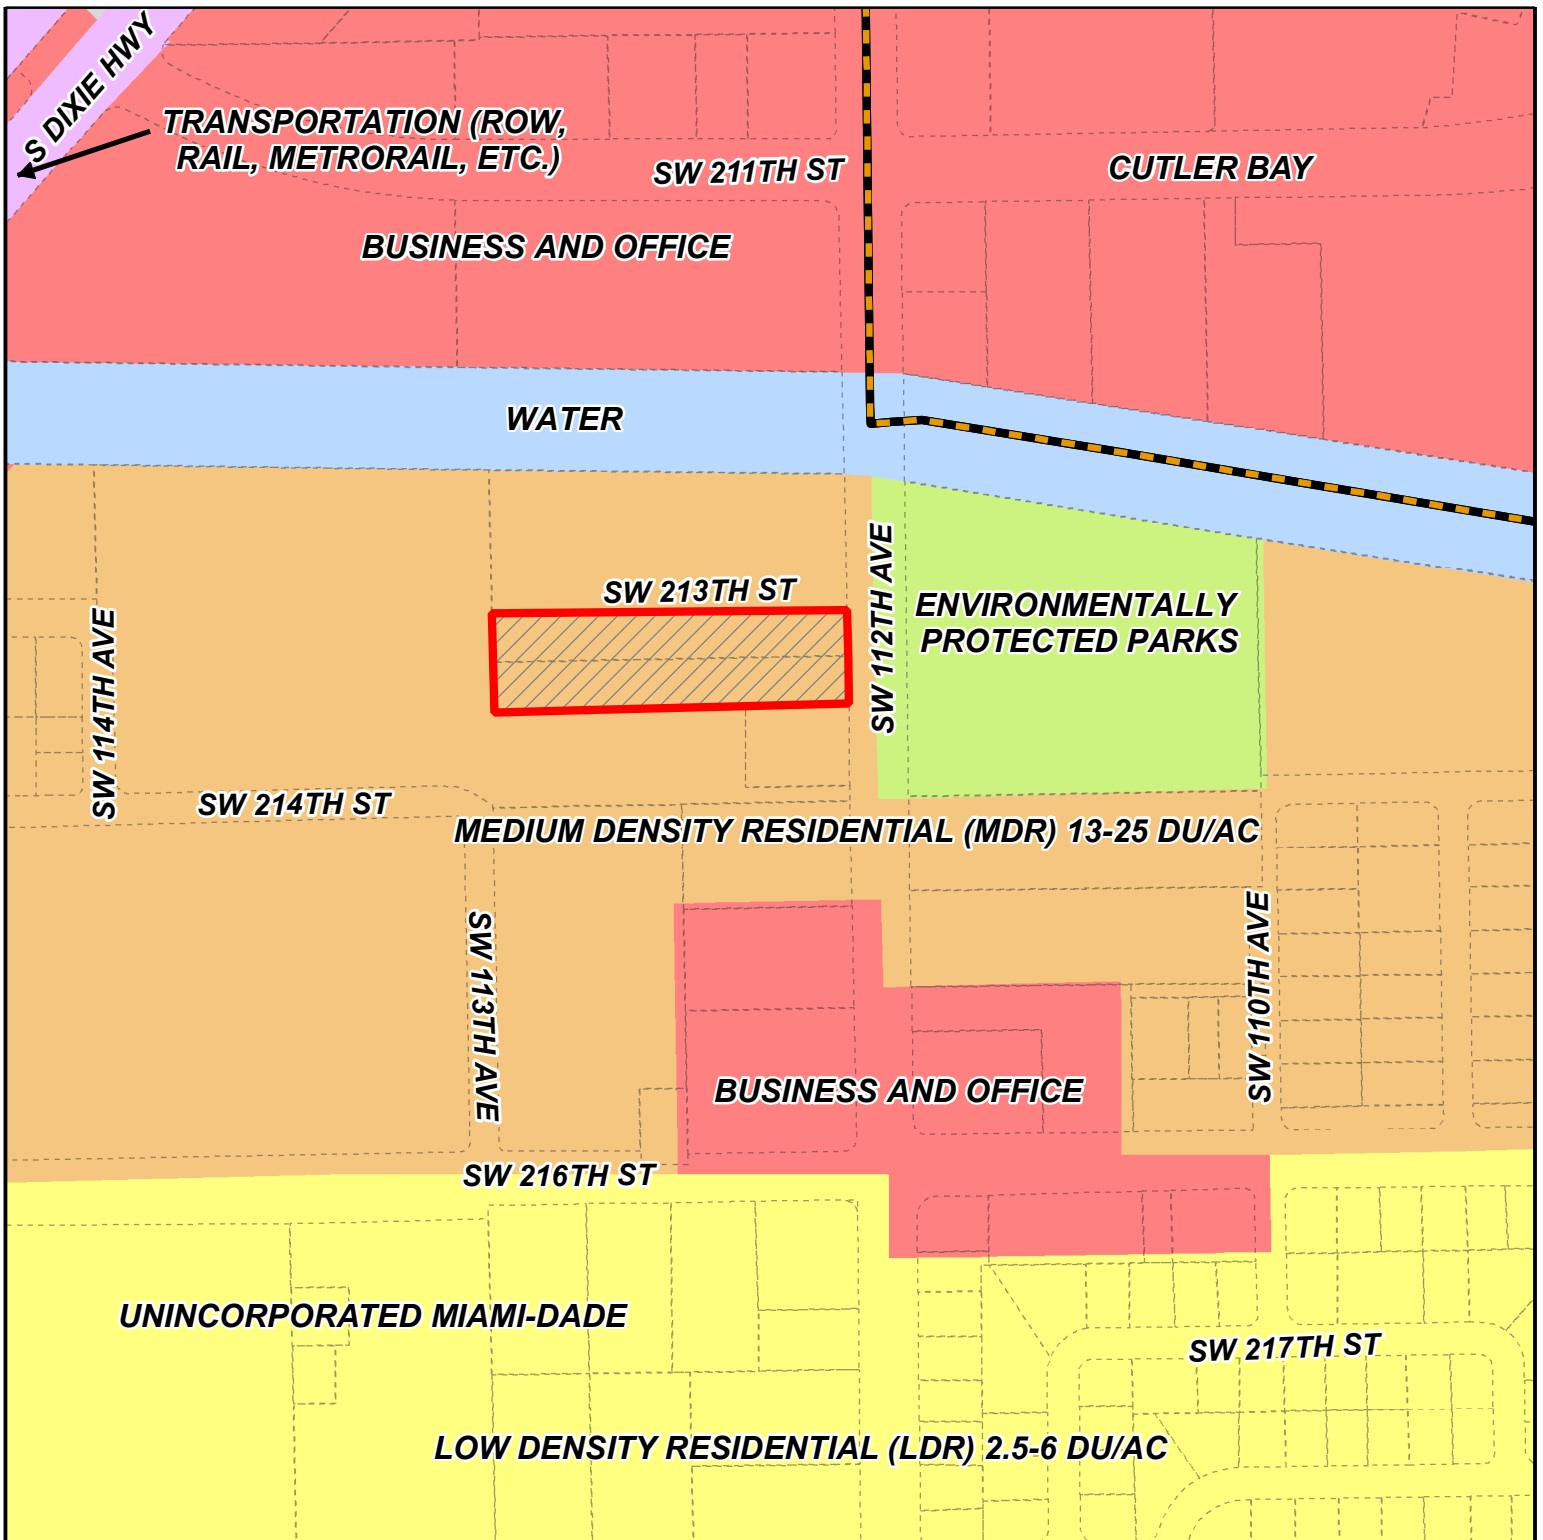 S DIXIE HWY
TRANSPORTATION (ROW,
RAIL, METRORAIL, ETC.)
SW 211TH ST
CUTLER BAY
BUSINESS AND OFFICE
WATER
SW 213TH ST
SW 112TH AVE
ENVIRONMENTALLY
PROTECTED PARKS
SW 114TH AVE
SW 214TH ST
MEDIUM DENSITY RESIDENTIAL (MDR) 13-25 DU/AC
SW 113TH AVE
SW 110TH AVE
BUSINESS AND OFFICE
SW 216TH ST
UNINCORPORATED MIAMI-DADE
SW 217TH ST
LOW DENSITY RESIDENTIAL (LDR) 2.5-6 DU/AC